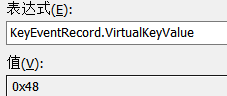 表达式(E):
KeyEventRecord.VirtualKeyValue
值(V):
0x48